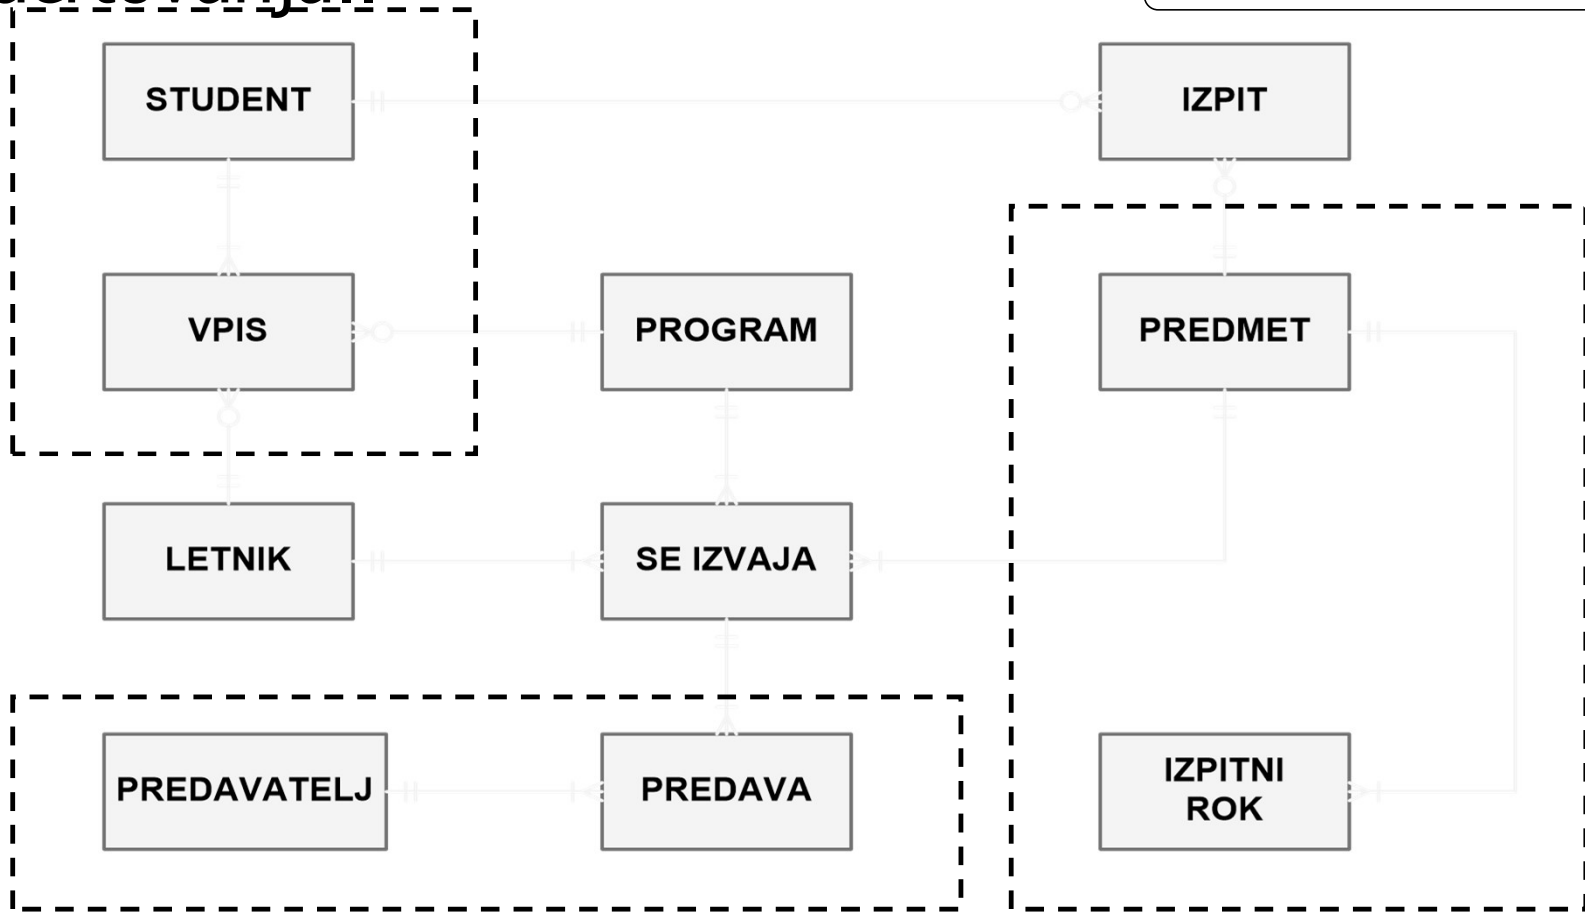 STUDENT
IZPIT
VPIS
PROGRAM
PREDMET
LETNIK
SE IZVAJA
PREDAVATELJ
PREDAVA
IZPITNI
ROK